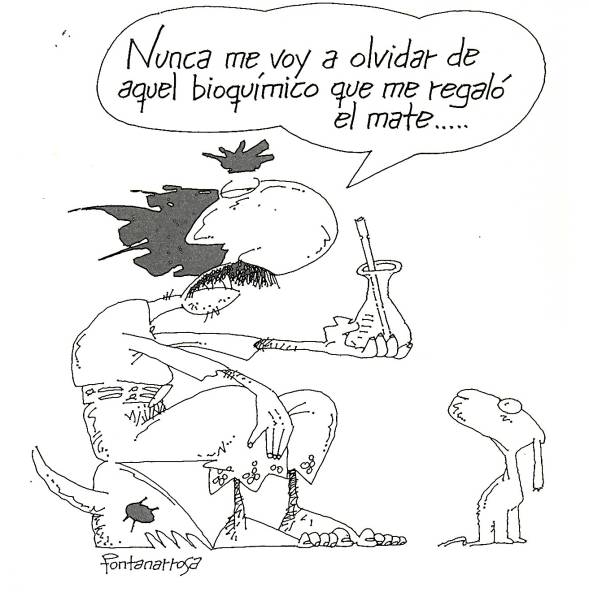 Nunca me voy a olvidar de
aquel bioquímico que me regaló
el mate.....
Fontanarrosa